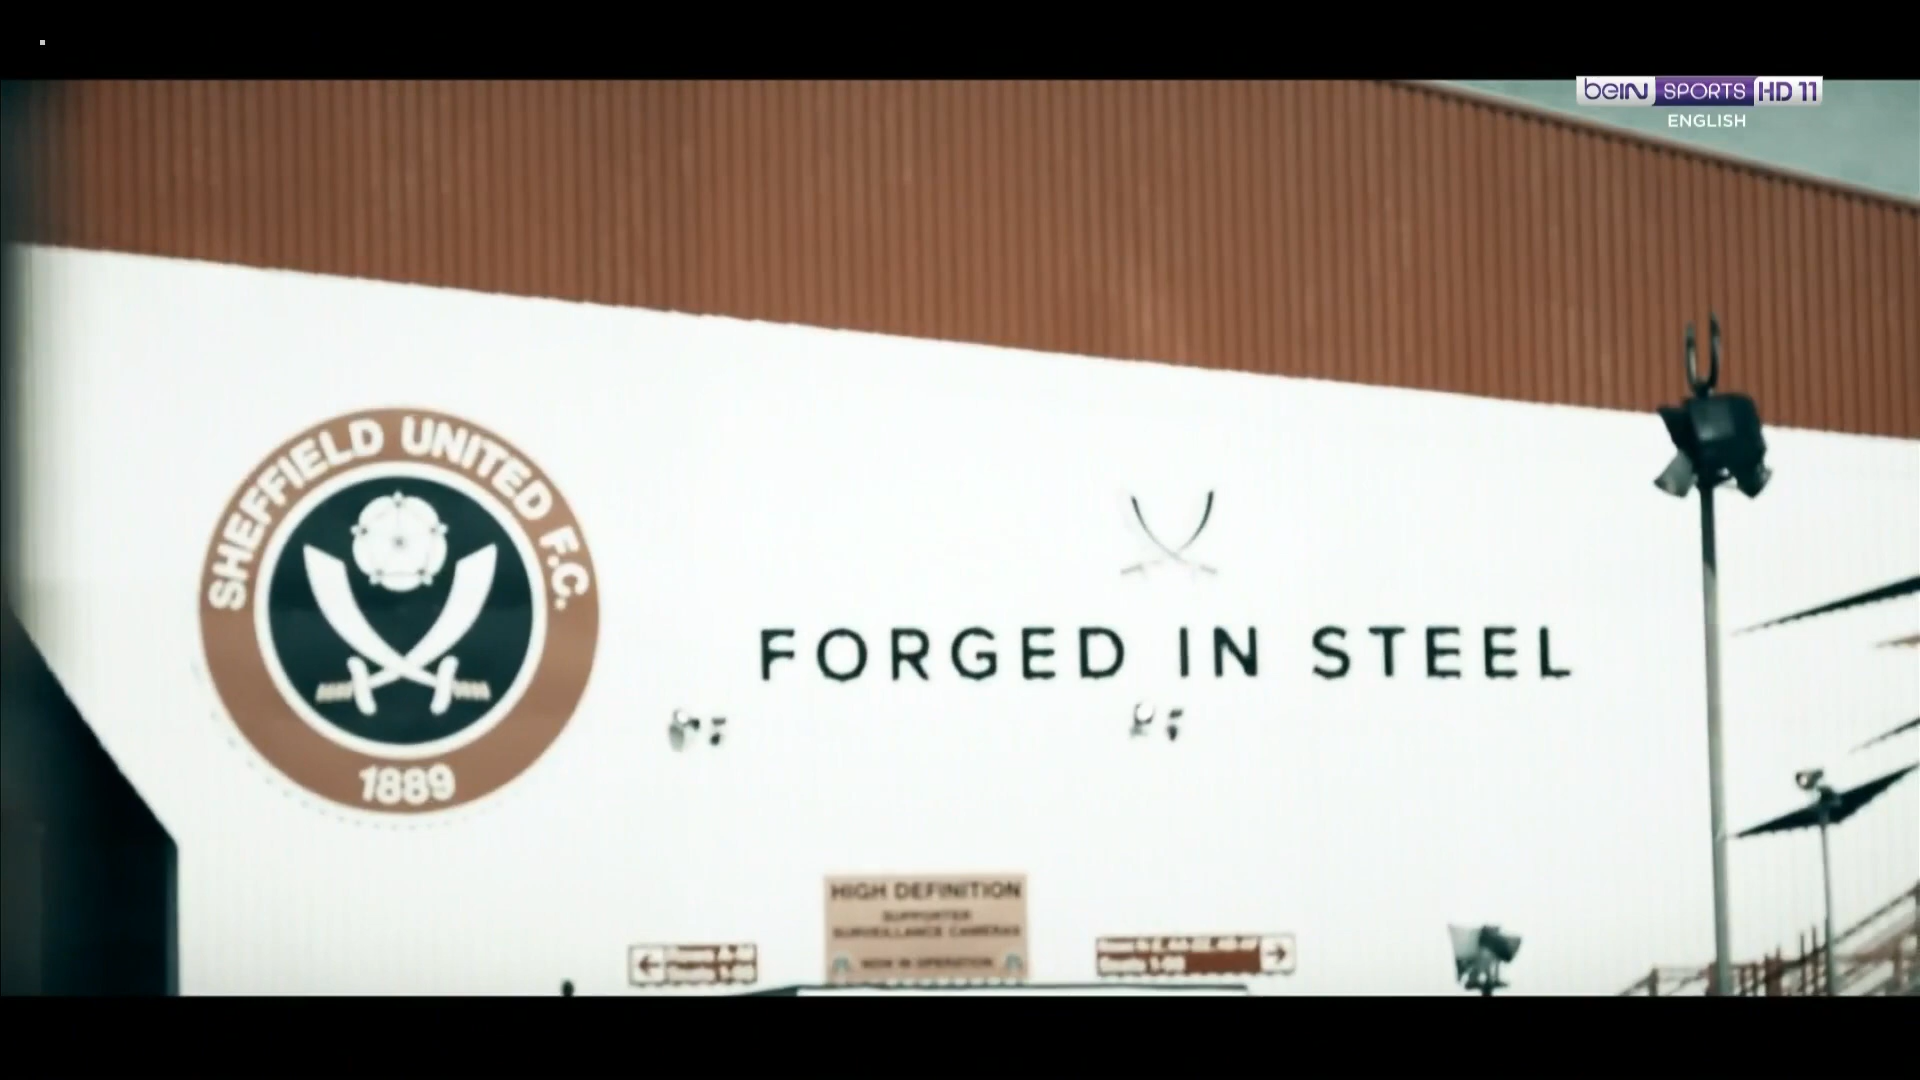 beIN SPORTS HD 11
ENGLISH
SHEFFIELD UNITED F.C.
1889
FORGED IN STEEL
HIGH DEFINITION
SUPPORTER
SURVEILLANCE CAMERAS
NOW IN OPERATION